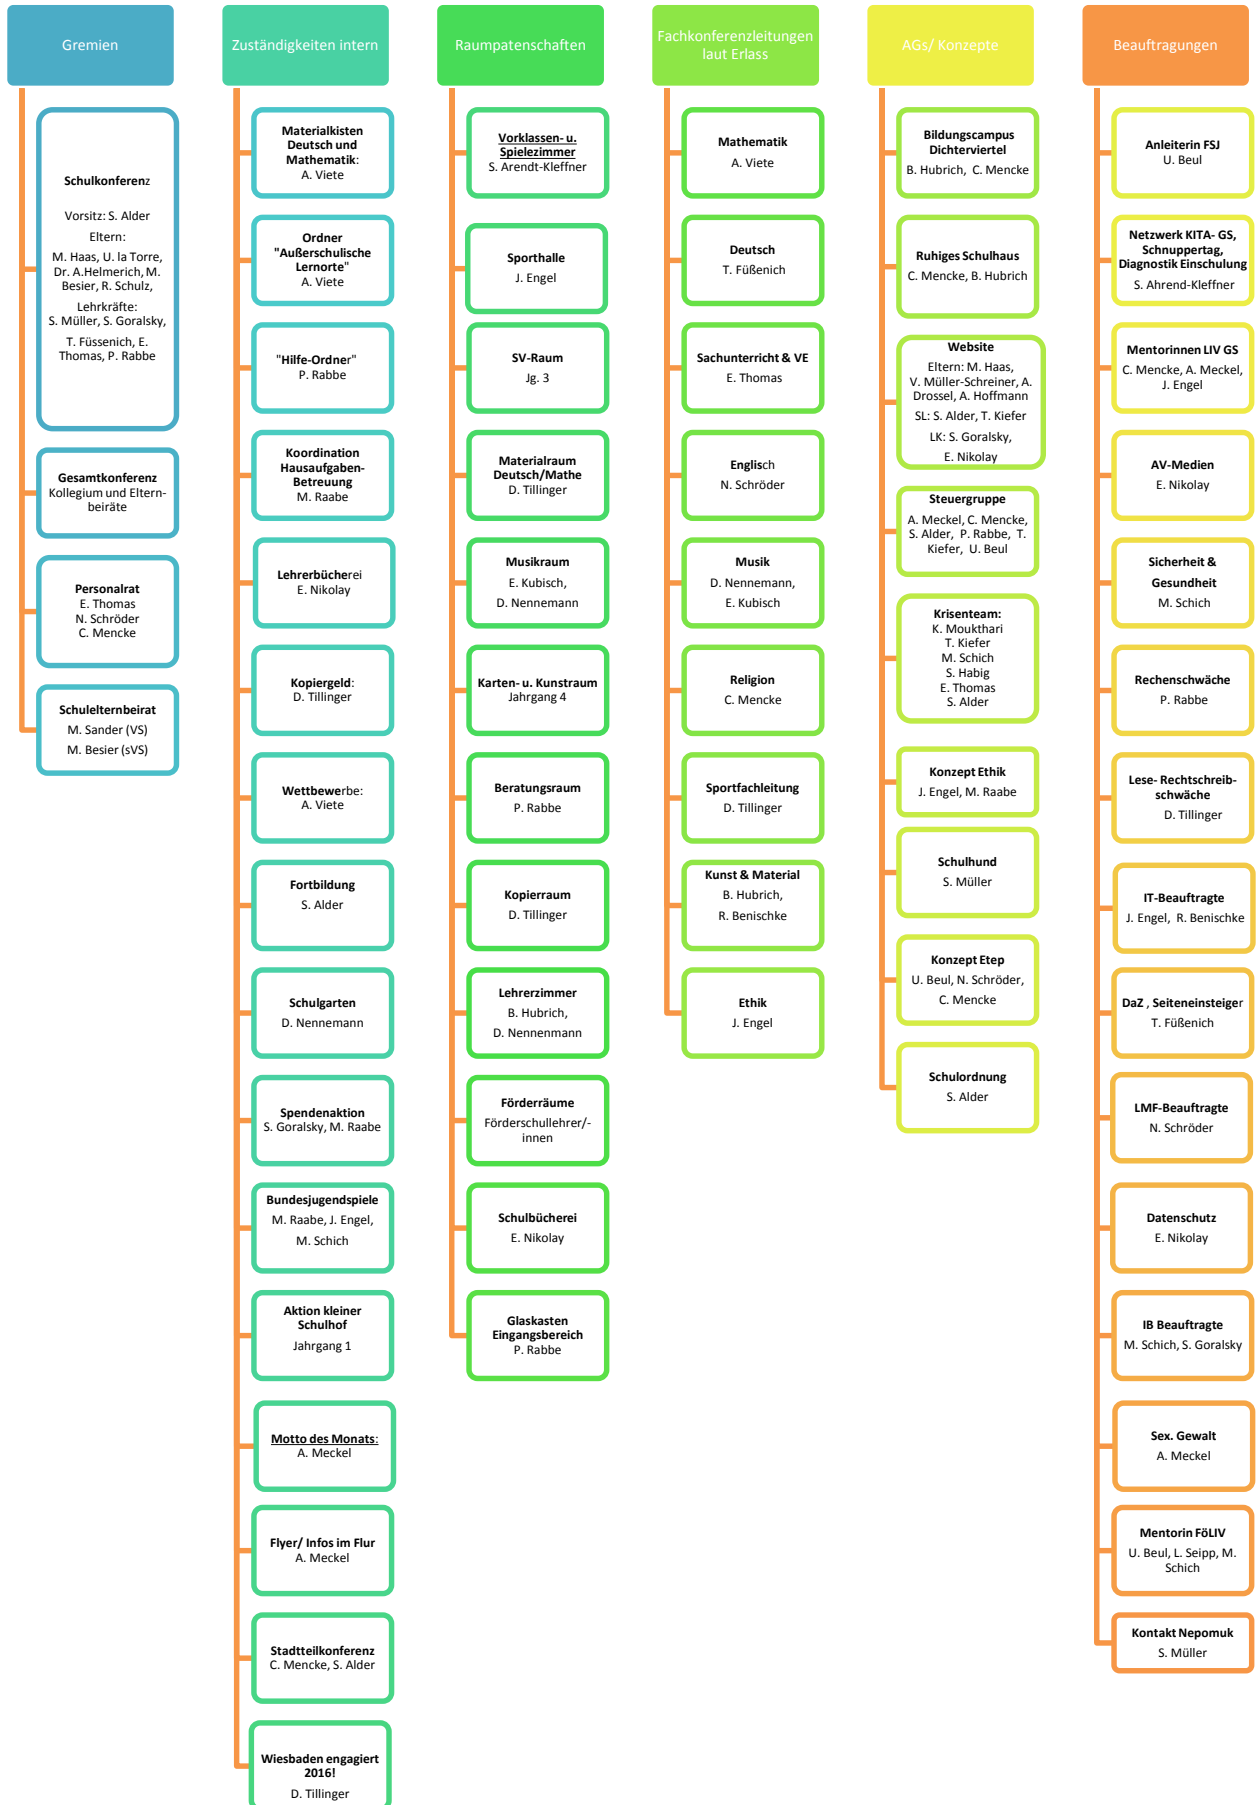 Gremien
Schulkonferenz
Vorsitz: S. Alder
Eltern:
M. Haas, U. la Torre,
Dr. A.Helmerich, M.
Besier, R. Schulz,
Lehrkräfte:
S. Müller, S. Goralsky,
T. Füssenich, E.
Thomas, P. Rabbe
Gesamtkonferenz
Kollegium und Eltern-
beiräte
Personalrat
E. Thomas
N. Schröder
C. Mencke
Schulelternbeirat
M. Sander (VS)
M. Besier (sVS)
Zuständigkeiten intern
Materialkisten
Deutsch und
Mathematik:
A. Viete
Ordner
"Außerschulische
Lernorte"
A. Viete
"Hilfe-Ordner"
P. Rabbe
Koordination
Hausaufgaben-
Betreuung
M. Raabe
Lehrerbücherei
E. Nikolay
Kopiergeld:
D. Tillinger
Wettbewerbe:
A. Viete
Fortbildung
S. Alder
Schulgarten
D. Nennemann
Spendenaktion
S. Goralsky, M. Raabe
Bundesjugendspiele
M. Raabe, J. Engel,
M. Schich
Aktion kleiner
Schulhof
Jahrgang 1
Motto des Monats:
A. Meckel
Flyer/ Infos im Flur
A. Meckel
Stadtteilkonferenz
C. Mencke, S. Alder
Wiesbaden engagiert
2016!
D. Tillinger
Raumpatenschaften
Vorklassen- u.
Spielezimmer
S. Arendt-Kleffner
Sporthalle
J. Engel
SV-Raum
Jg. 3
Materialraum
Deutsch/Mathe
D. Tillinger
Musikraum
E. Kubisch,
D. Nennemann
Karten- u. Kunstraum
Jahrgang 4
Beratungsraum
P. Rabbe
Kopierraum
D. Tillinger
Lehrerzimmer
B. Hubrich,
D. Nennenmann
Förderräume
Förderschullehrer/-
innen
Schulbücherei
E. Nikolay
Glaskasten
Eingangsbereich
P. Rabbe
Fachkonferenzleitungen
laut Erlass
Mathematik
A. Viete
Deutsch
T. Füßenich
Sachunterricht & VE
E. Thomas
Englisch
N. Schröder
Musik
D. Nennemann,
E. Kubisch
Religion
C. Mencke
Sportfachleitung
D. Tillinger
Kunst & Material
B. Hubrich,
R. Benischke
Ethik
J. Engel
AGs/ Konzepte
Bildungscampus
Dichterviertel
B. Hubrich, C. Mencke
Ruhiges Schulhaus
C. Mencke, B. Hubrich
Website
Eltern: M. Haas,
V. Müller-Schreiner, A.
Drossel, A. Hoffmann
SL: S. Alder, T. Kiefer
LK: S. Goralsky,
E. Nikolay
Steuergruppe
A. Meckel, C. Mencke,
S. Alder, P. Rabbe, T.
Kiefer, U. Beul
Krisenteam:
K. Moukthari
T. Kiefer
M. Schich
S. Habig
E. Thomas
S. Alder
Konzept Ethik
J. Engel, M. Raabe
Schulhund
S. Müller
Konzept Etep
U. Beul, N. Schröder,
C. Mencke
Schulordnung
S. Alder
Beauftragungen
Anleiterin FSJ
U. Beul
Netzwerk KITA- GS,
Schnuppertag,
Diagnostik Einschulung
S. Ahrend-Kleffner
Mentorinnen LIV GS
C. Mencke, A. Meckel,
J. Engel
AV-Medien
E. Nikolay
Sicherheit &
Gesundheit
M. Schich
Rechenschwäche
P. Rabbe
Lese- Rechtschreib-
schwäche
D. Tillinger
IT-Beauftragte
J. Engel, R. Benischke
DaZ , Seiteneinsteiger
T. Füßenich
LMF-Beauftragte
N. Schröder
Datenschutz
E. Nikolay
IB Beauftragte
M. Schich, S. Goralsky
Sex. Gewalt
A. Meckel
Mentorin FöLIV
U. Beul, L. Seipp, M.
Schich
Kontakt Nepomuk
S. Müller